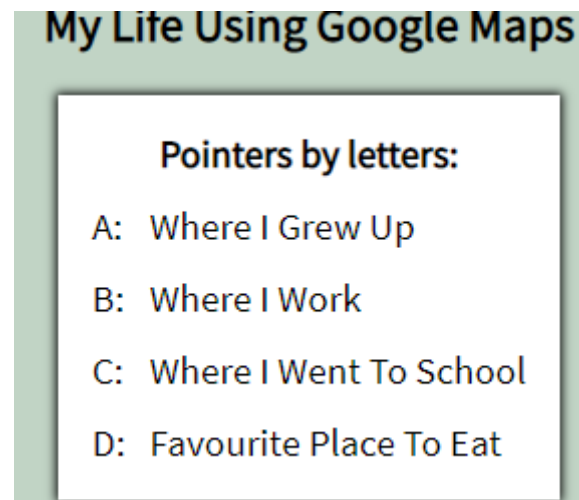 My Life Using Google Maps
Pointers by letters:
A: Where I Grew Up
B: Where I Work
C: Where I Went To School
D: Favourite Place To Eat